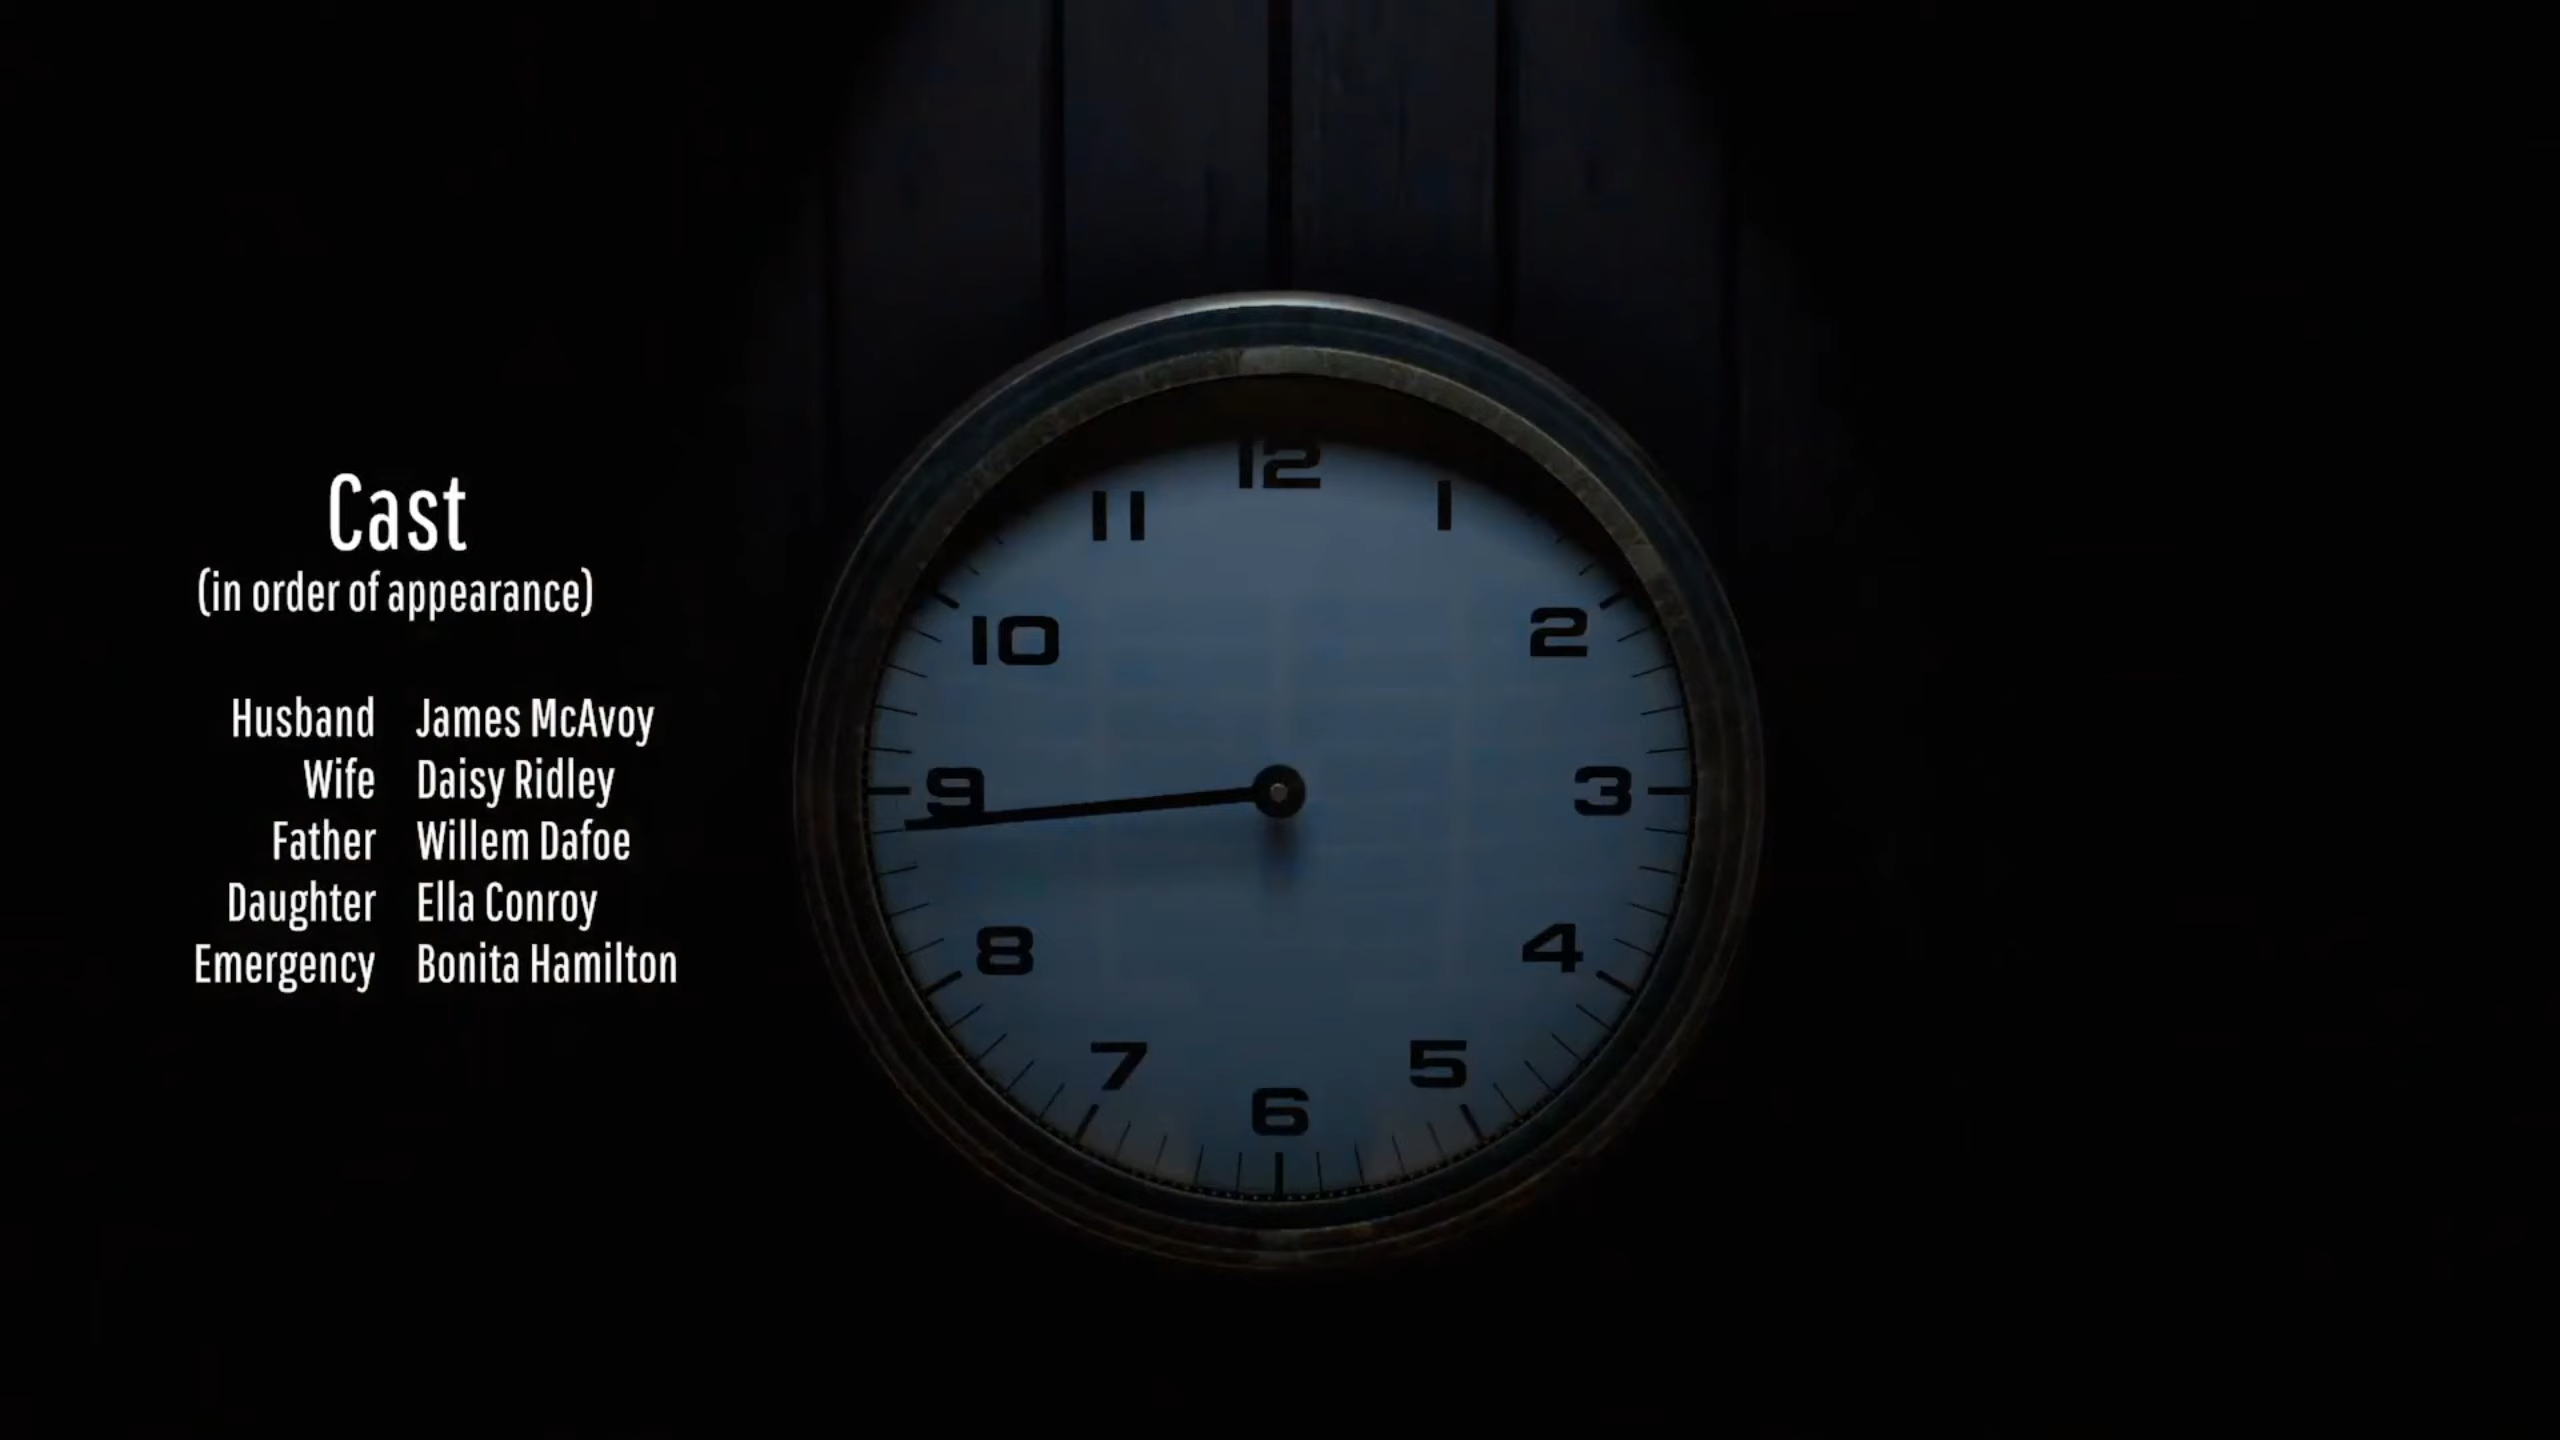 Cast
(in order of appearance)
Husband James McAvoy
Wife Daisy Ridley
Father Willem Dafoe
Daughter Ella Conroy
Emergency Bonita Hamilton
12
11 1
10 2
9 3
8 4
7 5
6